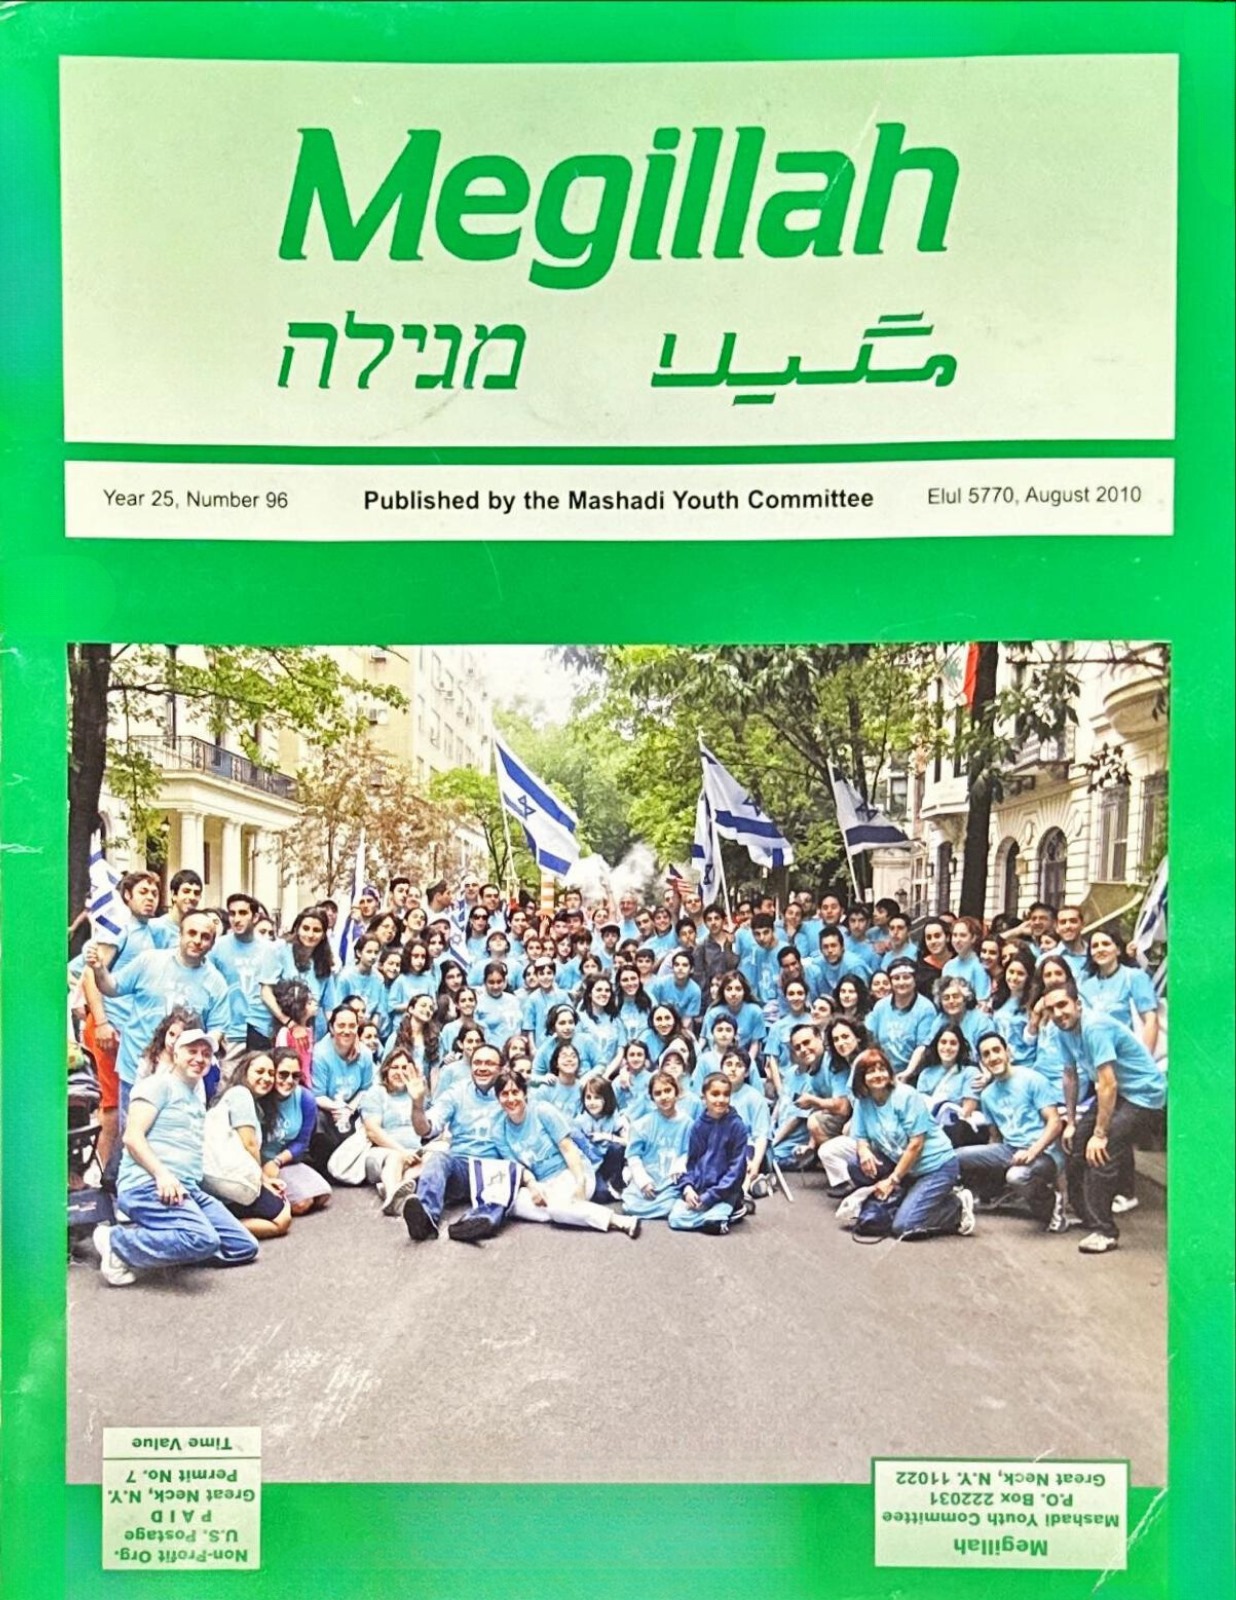 Megillah
מגילה مگیلا
Year 25, Number 96 Published by the Mashadi Youth Committee Elul 5770, August 2010
Non-Profit Org.
U.S. Postage
PAID
Great Neck, N.Y.
Permit No. 7
Time Value
Megillah
Mashadi Youth Committee
P.O. Box 222031
Great Neck, N.Y. 11022